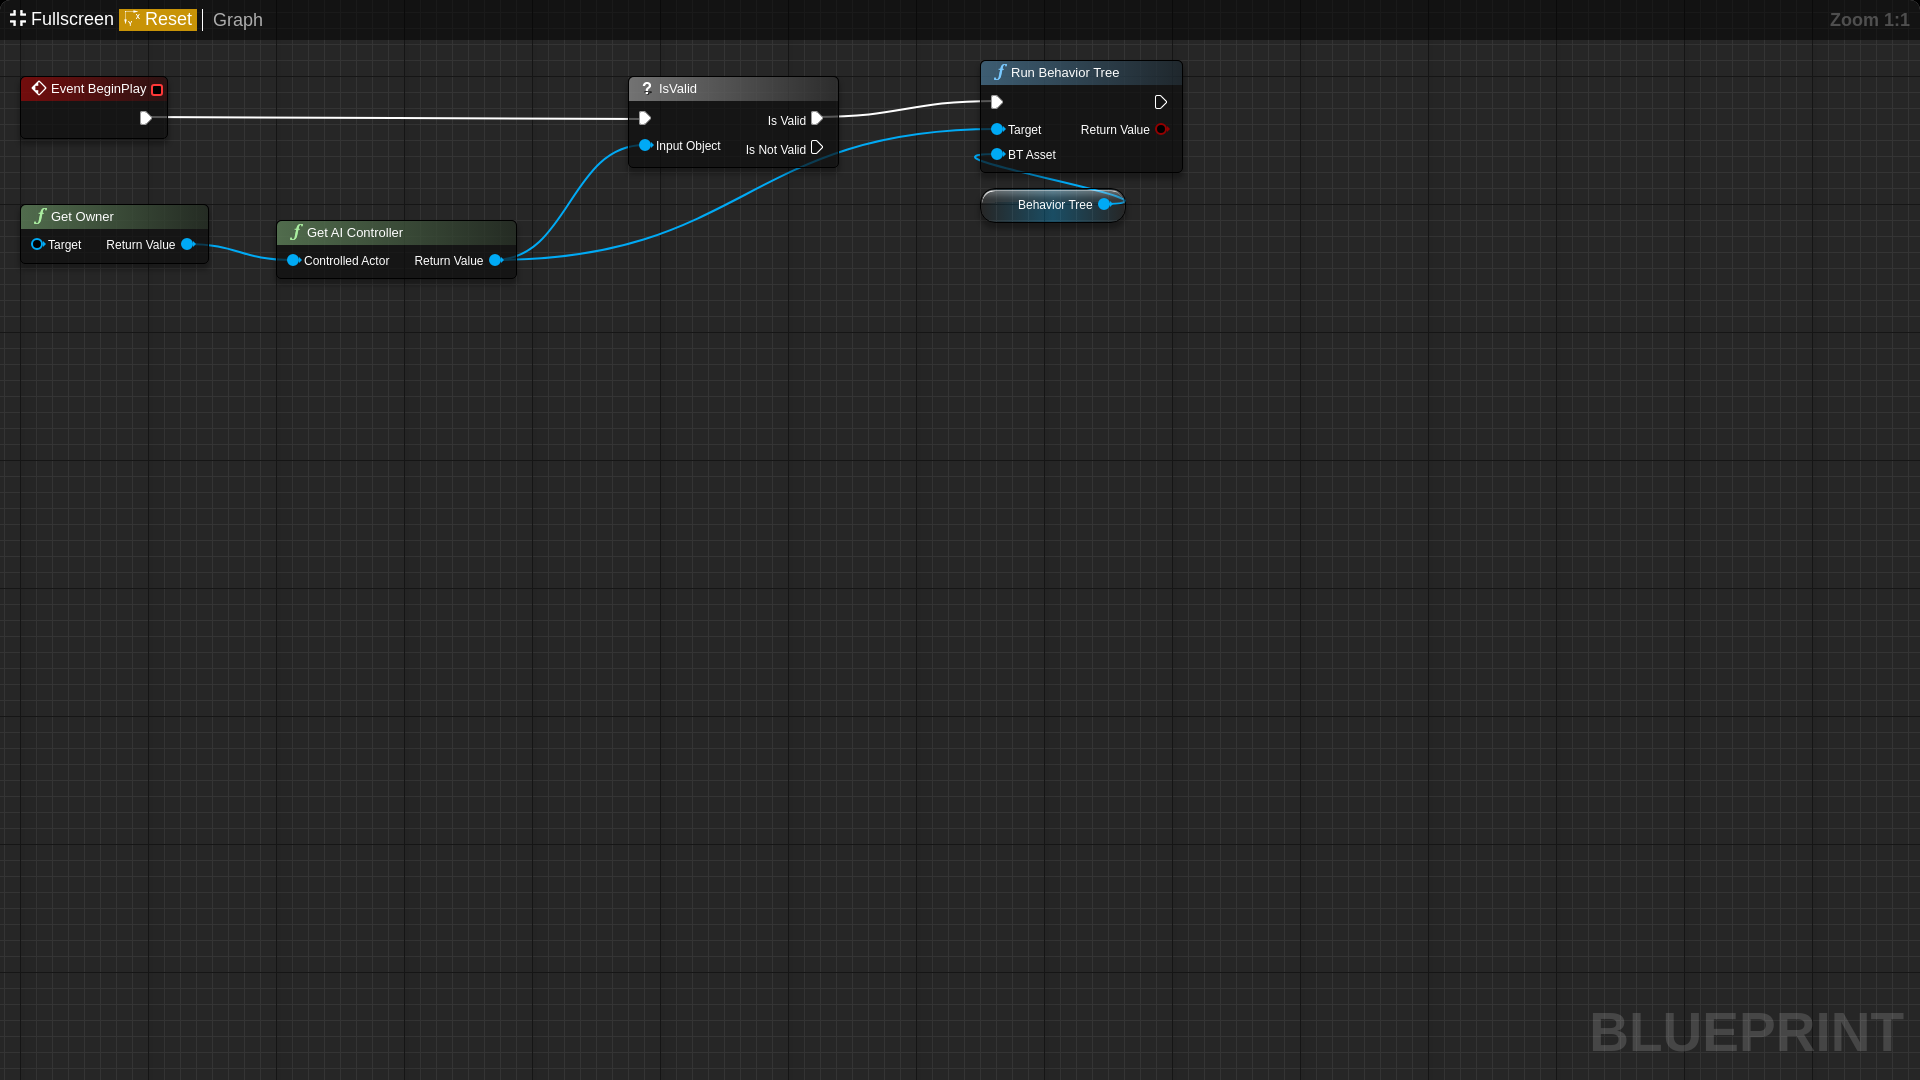 Fullscreen Reset Graph Zoom 1:1
Event BeginPlay
? IsValid
Is Valid
Input Object Is Not Valid
f Run Behavior Tree
Target Return Value
BT Asset
Behavior Tree
f Get Owner
Target Return Value
f Get AI Controller
Controlled Actor Return Value
BLUEPRINT